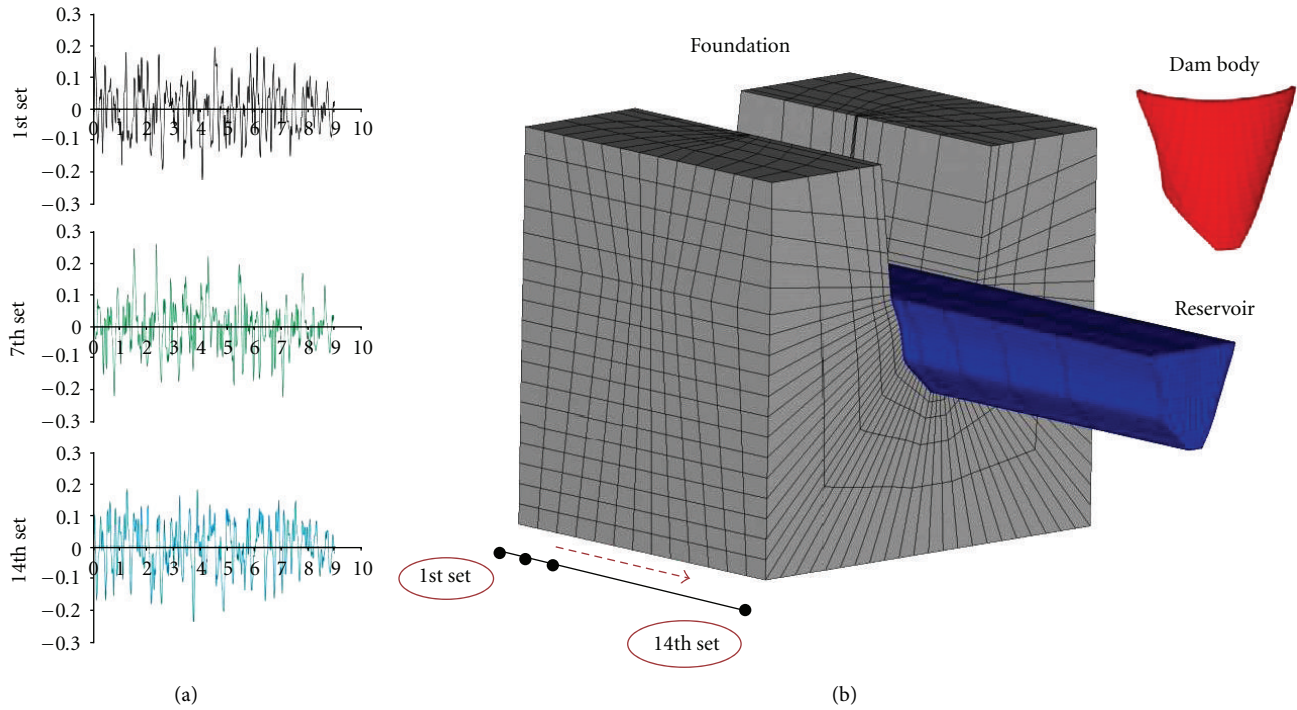 0.3
0.2
0.1
0
−0.1
−0.2
−0.3
0 1 2 3 4 5 6 7 8 9 10
1st set
0.3
0.2
0.1
0
−0.1
−0.2
−0.3
0 1 2 3 4 5 6 7 8 9 10
7th set
0.3
0.2
0.1
0
−0.1
−0.2
−0.3
0 1 2 3 4 5 6 7 8 9 10
14th set
(a)
Foundation
Dam body
Reservoir
1st set
14th set
(b)